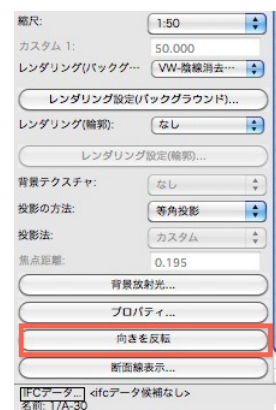 縮尺: 1:50
カスタム 1: 50.000
レンダリング(バックグ… VW-陰線消去…
レンダリング設定(バックグラウンド)...
レンダリング(輪郭): なし
レンダリング設定(輪郭)...
背景テクスチャ: なし
投影の方法: 等角投影
投影法: カスタム
焦点距離: 0.195
背景放射光...
プロパティ...
向きを反転
断面線表示...
IFCデータ... <ifcデータ候補なし>
名前: 1/A-30